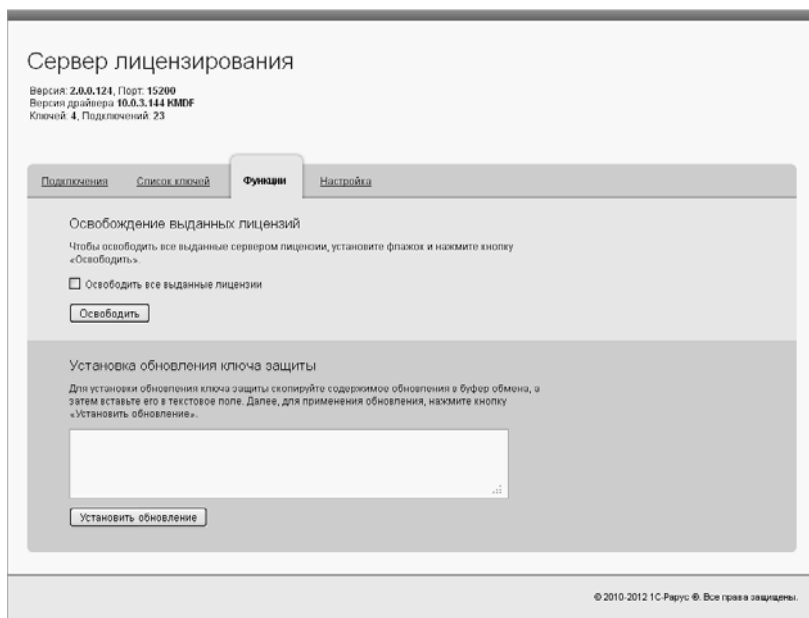 Сервер лицензирования
Версия: 2.0.0.124, Порт: 15200
Версия драйвера 10.0.3.144 KMDF
Ключей: 4, Подключений: 23
Подключения Список ключей Функции Настройка
Освобождение выданных лицензий
Чтобы освободить все выданные сервером лицензии, установите флажок и нажмите кнопку
«Освободить».
Освободить все выданные лицензии
Освободить
Установка обновления ключа защиты
Для установки обновления ключа защиты скопируйте содержимое обновления в буфер обмена, а
затем вставьте его в текстовое поле. Далее, для применения обновления, нажмите кнопку
«Установить обновление».
Установить обновление
© 2010-2012 1С-Рарус ®. Все права защищены.